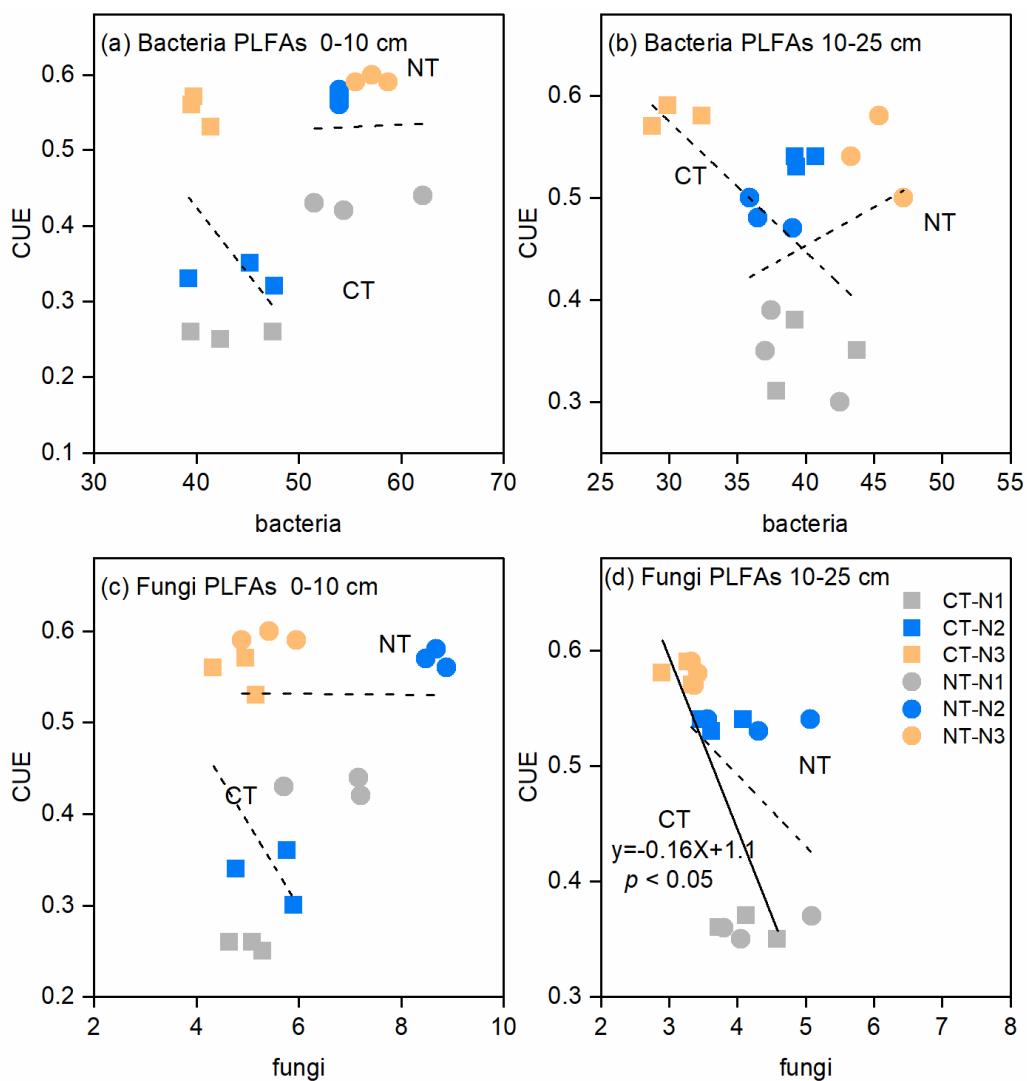 (a) Bacteria PLFAs 0-10 cm
NT
CT
0.6
0.5
0.4
0.3
0.2
0.1
CUE
30 40 50 60 70
bacteria
(b) Bacteria PLFAs 10-25 cm
CT
NT
0.6
0.5
0.4
0.3
CUE
25 30 35 40 45 50 55
bacteria
(c) Fungi PLFAs 0-10 cm
NT
CT
0.6
0.5
0.4
0.3
0.2
CUE
2 4 6 8 10
fungi
(d) Fungi PLFAs 10-25 cm
CT-N1
CT-N2
CT-N3
NT-N1
NT-N2
NT-N3
NT
CT
y=-0.16X+1.1
p < 0.05
0.6
0.5
0.4
0.3
CUE
2 3 4 5 6 7 8
fungi